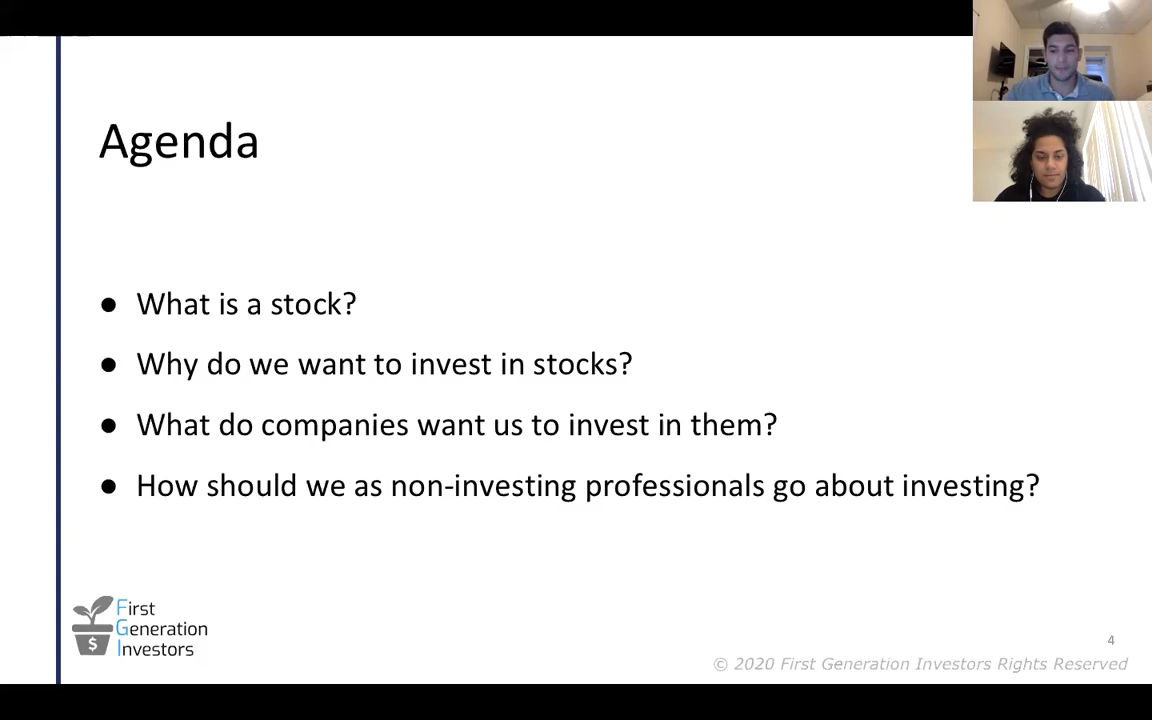 Agenda
● What is a stock?
● Why do we want to invest in stocks?
● What do companies want us to invest in them?
● How should we as non-investing professionals go about investing?
$
First
Generation
Investors
4
© 2020 First Generation Investors Rights Reserved